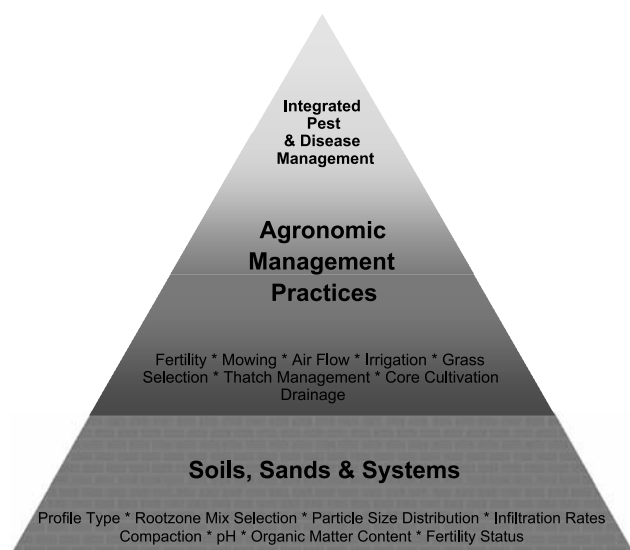 Integrated
Pest
& Disease
Management
Agronomic
Management
Practices
Fertility * Mowing * Air Flow * Irrigation * Grass
Selection * Thatch Management * Core Cultivation
Drainage
Soils, Sands & Systems
Profile Type * Rootzone Mix Selection * Particle Size Distribution * Infiltration Rates
Compaction * pH * Organic Matter Content * Fertility Status